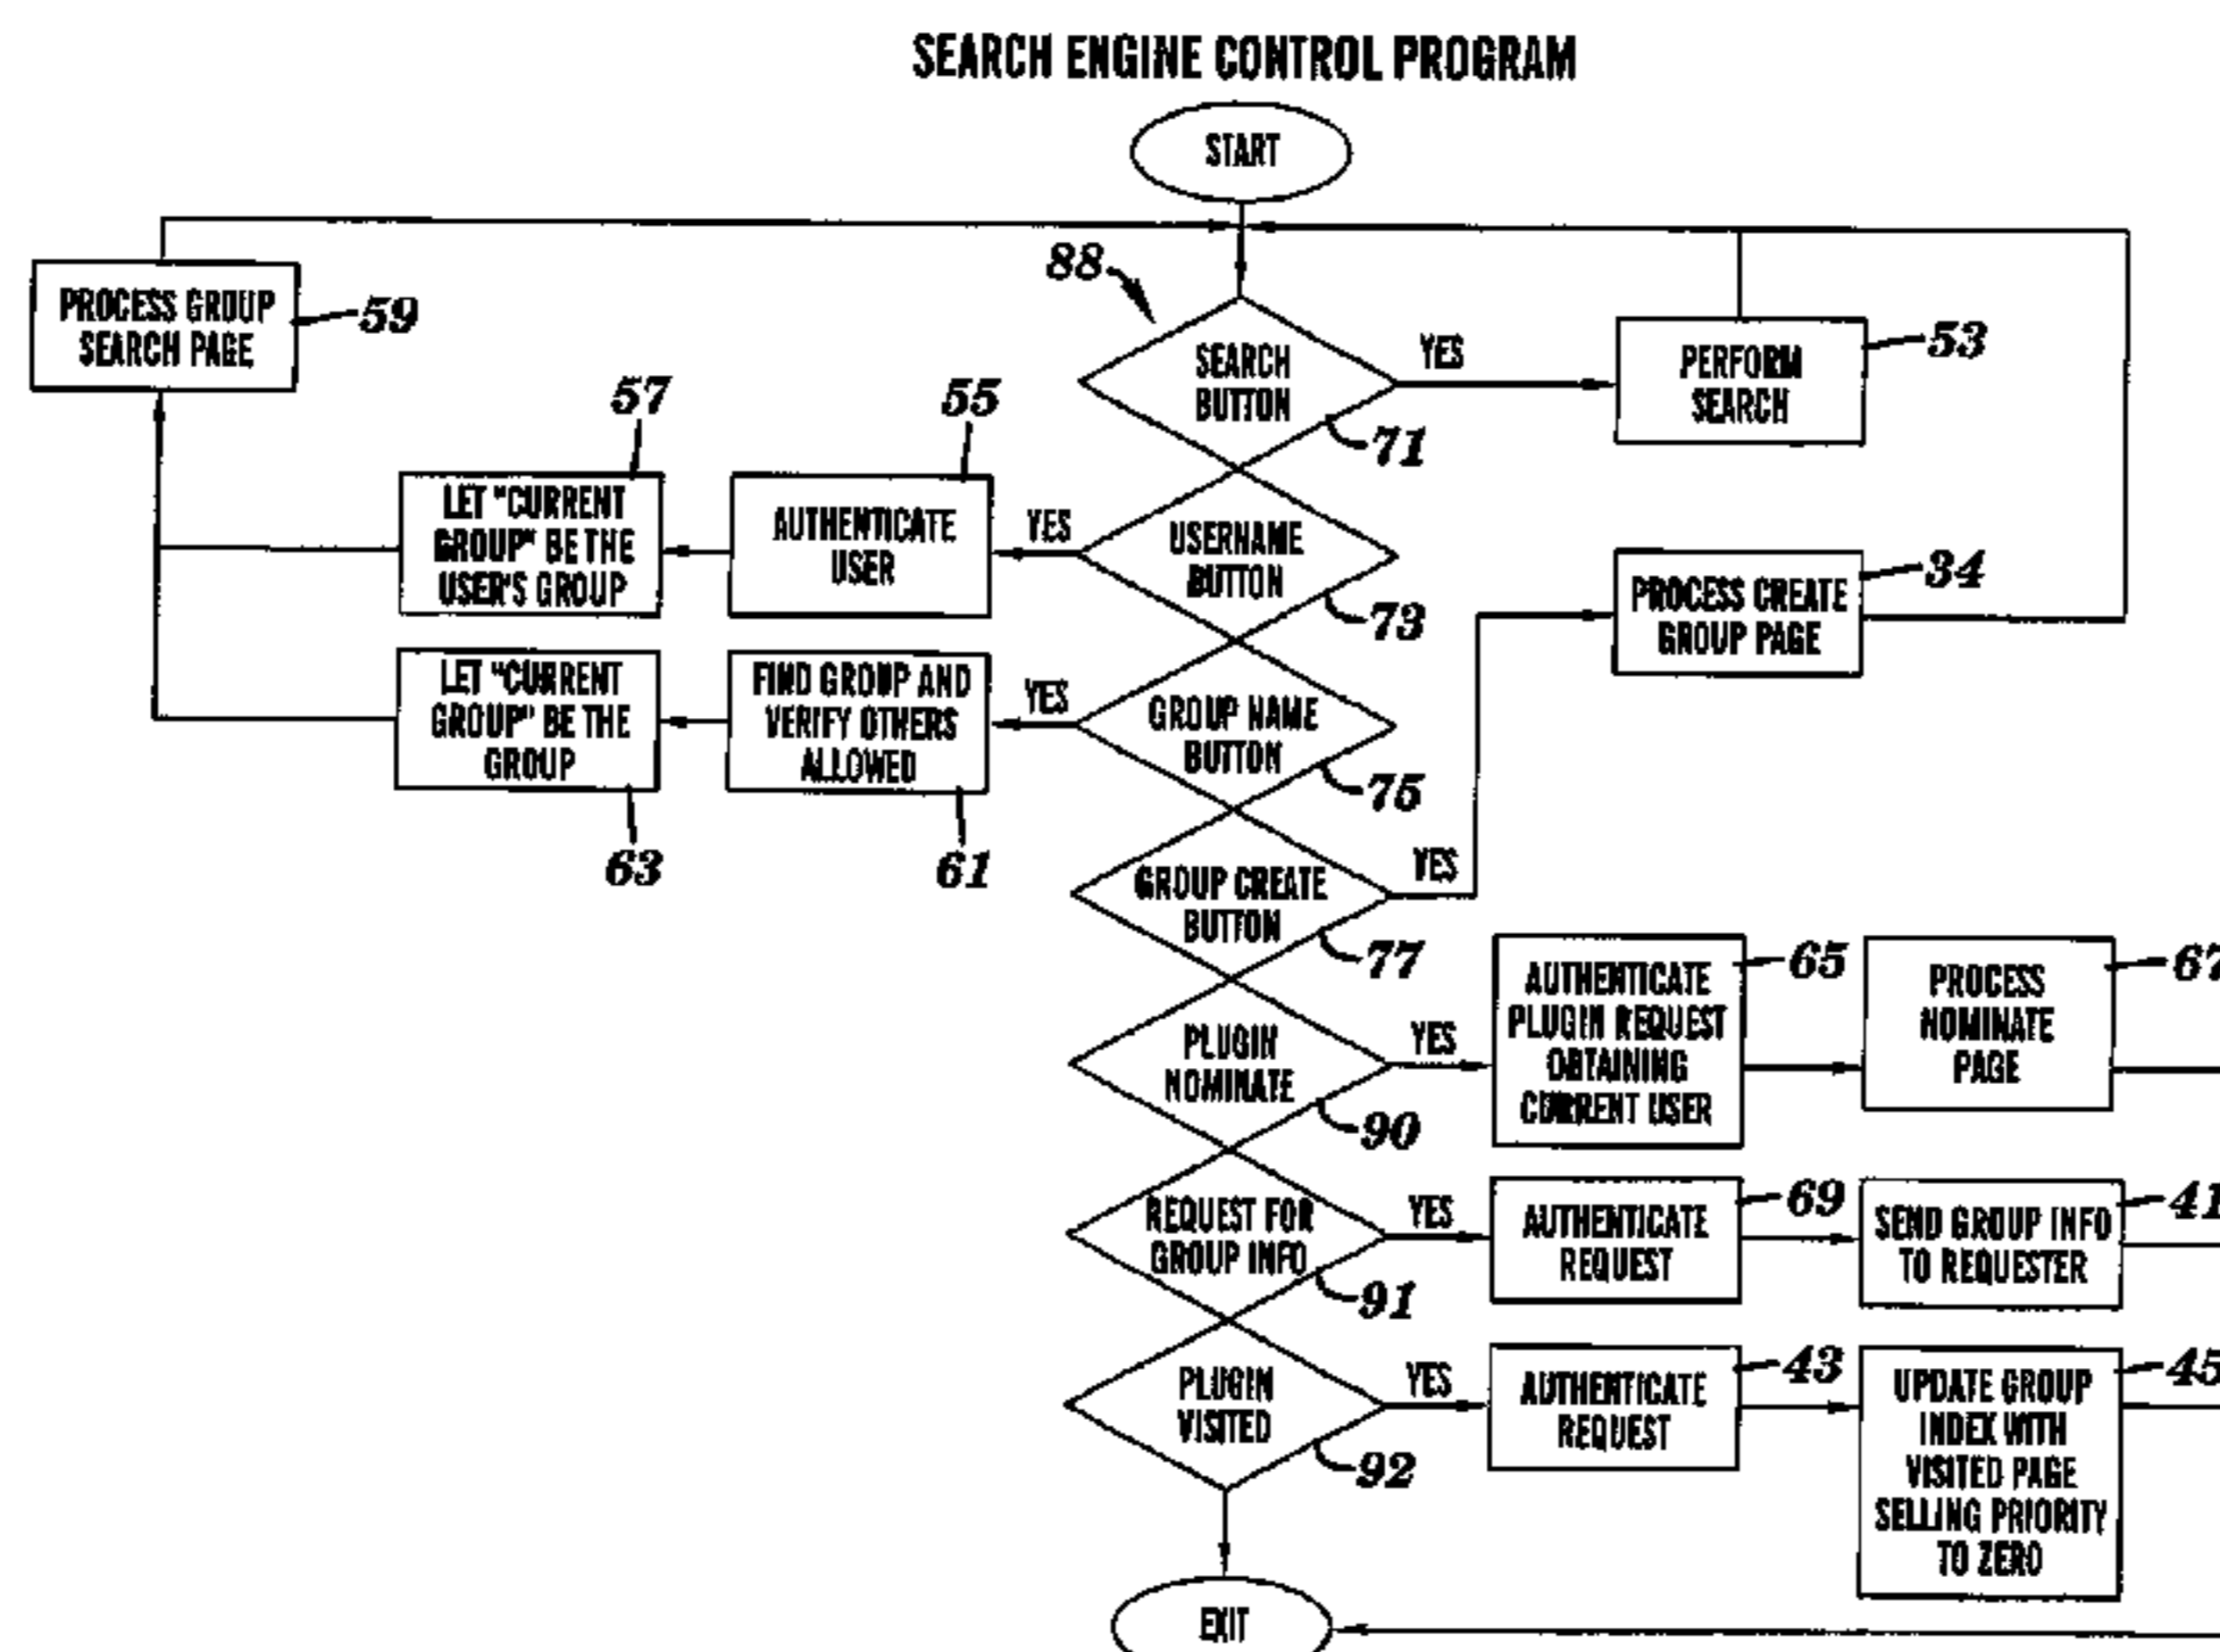 SEARCH ENGINE CONTROL PROGRAM
START
88
PROCESS GROUP
SEARCH PAGE
59
SEARCH
BUTTON
71
YES
PERFORM
SEARCH
53
57
55
LET "CURRENT
GROUP" BE THE
USER'S GROUP
AUTHENTICATE
USER
YES
USERNAME
BUTTON
73
PROCESS CREATE
GROUP PAGE
34
LET "CURRENT
GROUP" BE THE
GROUP
63
FIND GROUP AND
VERIFY OTHERS
ALLOWED
61
YES
GROUP NAME
BUTTON
75
GROUP CREATE
BUTTON
77
YES
PLUGIN
NOMINATE
90
YES
AUTHENTICATE
PLUGIN REQUEST
OBTAINING
CURRENT USER
65
PROCESS
NOMINATE
PAGE
67
REQUEST FOR
GROUP INFO
91
YES
AUTHENTICATE
REQUEST
69
SEND GROUP INFO
TO REQUESTER
41
PLUGIN
VISITED
92
YES
AUTHENTICATE
REQUEST
43
UPDATE GROUP
INDEX WITH
VISITED PAGE
SELLING PRIORITY
TO ZERO
45
EXIT